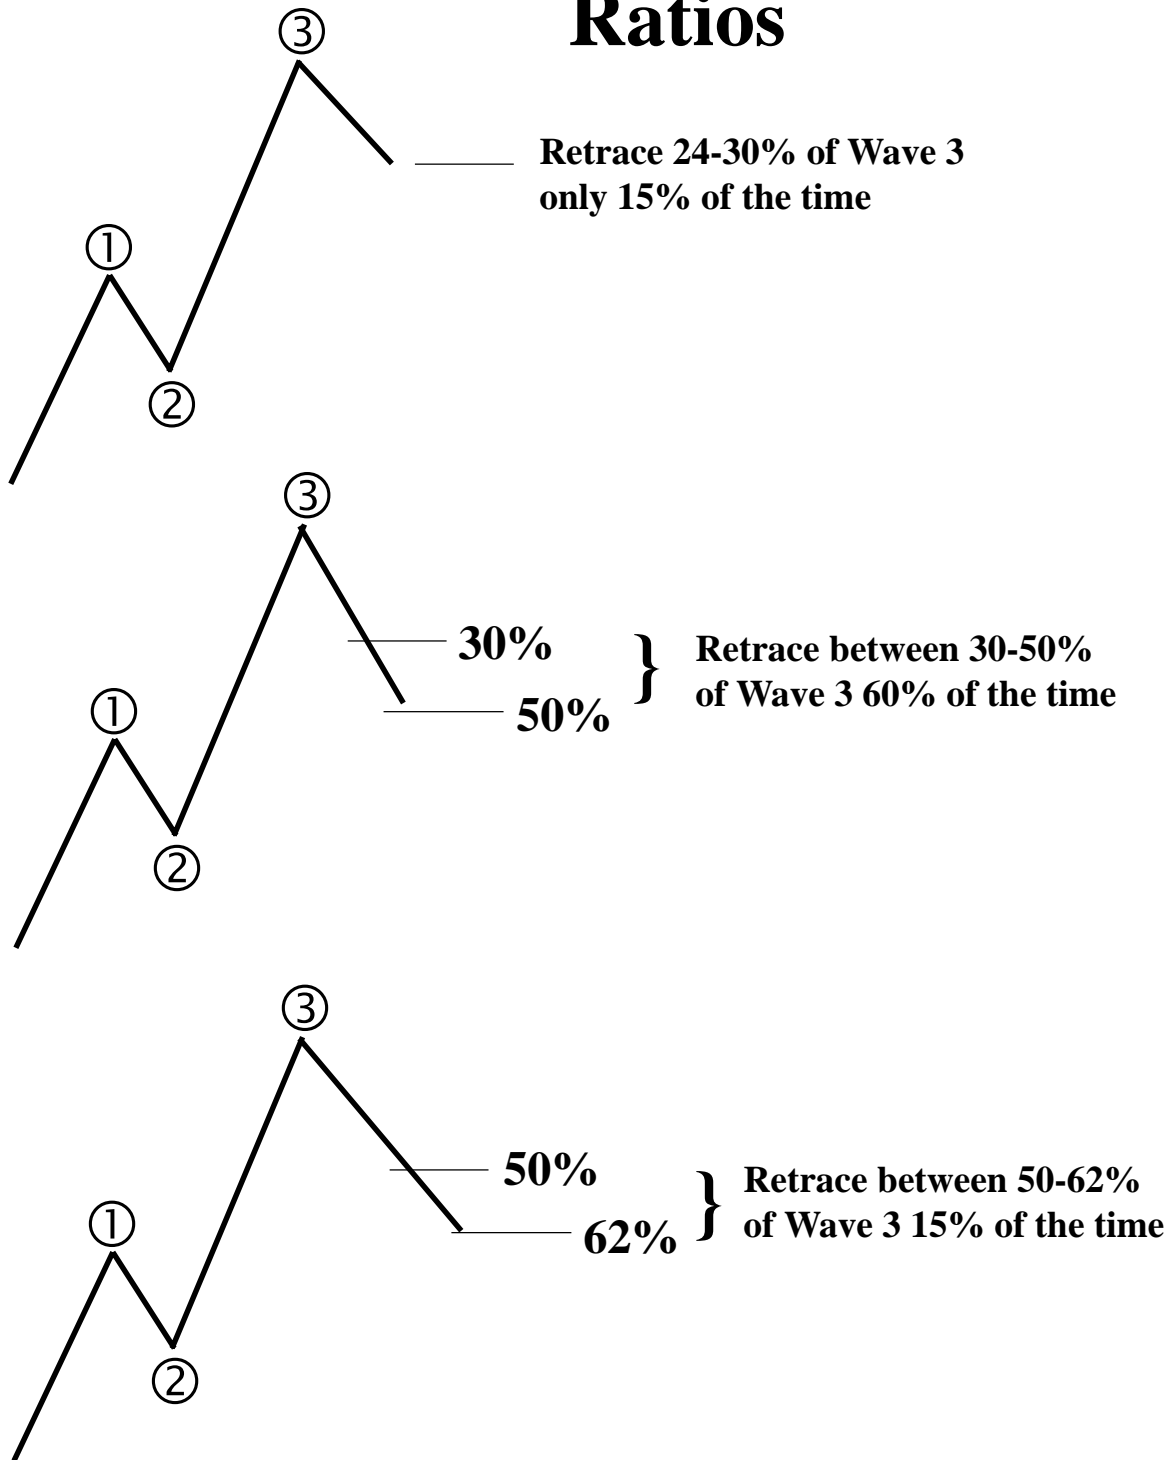 Ratios
③
Retrace 24-30% of Wave 3
only 15% of the time
①
②
③
30%
50%
}
Retrace between 30-50%
of Wave 3 60% of the time
①
②
③
50%
62%
}
Retrace between 50-62%
of Wave 3 15% of the time
①
②